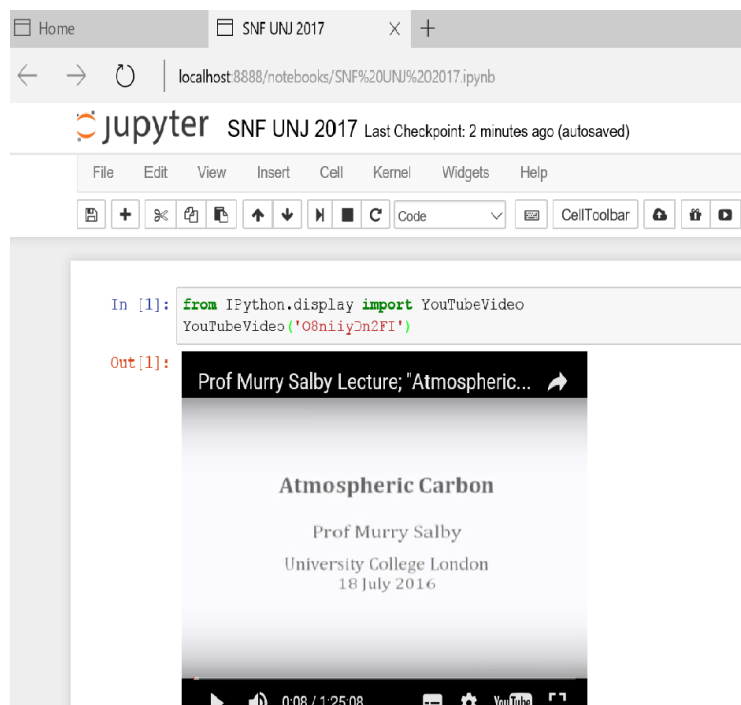 Home
SNF UNJ 2017
localhost:8888/notebooks/SNF%20UNJ%202017.ipynb
jupyter SNF UNJ 2017 Last Checkpoint: 2 minutes ago (autosaved)
File Edit View Insert Cell Kernel Widgets Help
Code CellToolbar
In [1]: from IPython.display import YouTubeVideo
YouTubeVideo('O8niiyDn2FI')
Out[1]:
Prof Murry Salby Lecture; "Atmospheric...
Atmospheric Carbon
Prof Murry Salby
University College London
18 July 2016
0:08 / 1:25:08 YouTube